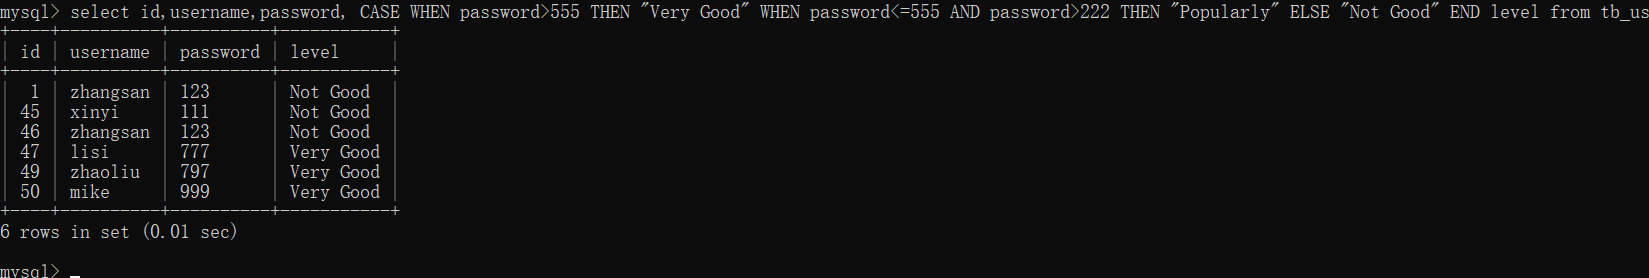 mysql> select id,username,password, CASE WHEN password>555 THEN "Very Good" WHEN password<=555 AND password>222 THEN "Popularly" ELSE "Not Good" END level from tb_us
+----+----------+----------+-----------+
| id | username | password | level     |
+----+----------+----------+-----------+
|  1 | zhangsan | 123      | Not Good  |
| 45 | xinyi    | 111      | Not Good  |
| 46 | zhangsan | 123      | Not Good  |
| 47 | lisi     | 777      | Very Good |
| 49 | zhaoliu  | 797      | Very Good |
| 50 | mike     | 999      | Very Good |
+----+----------+----------+-----------+
6 rows in set (0.01 sec)
mysql> _